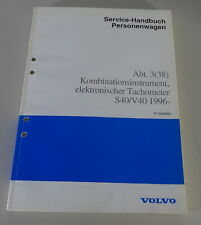 Service-Handbuch
Personenwagen
Abt. 3(38)
Kombinationsinstrument,
elektronischer Tachometer
S40/V40 1996-
VOLVO